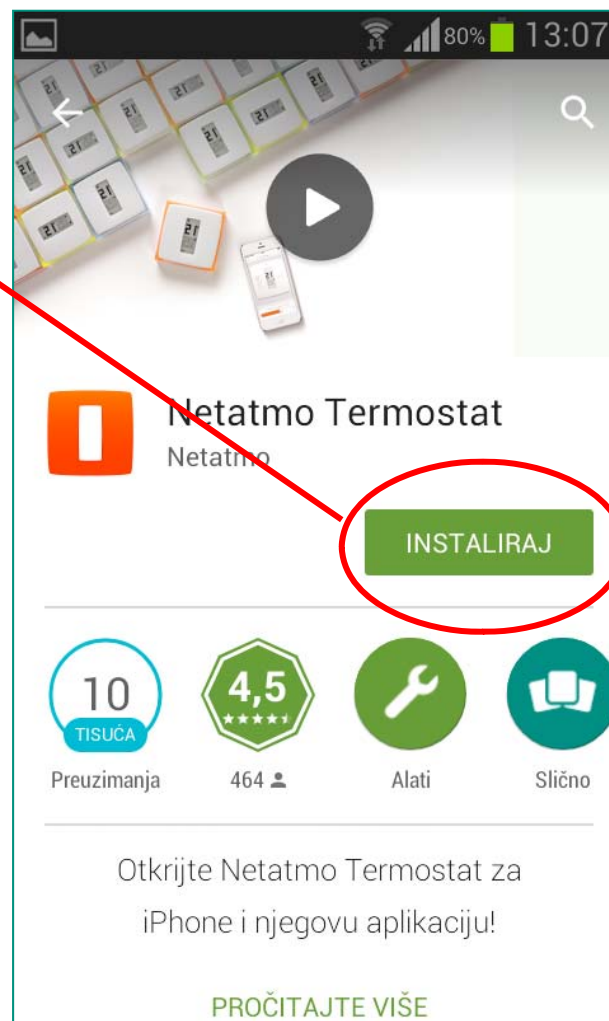 80% 13:07
Netatmo Termostat
Netatmo
INSTALIRAJ
10
TISUĆA
4,5
Preuzimanja
464
Alati
Slično
Otkrijte Netatmo Termostat za
iPhone i njegovu aplikaciju!
PROČITAJTE VIŠE